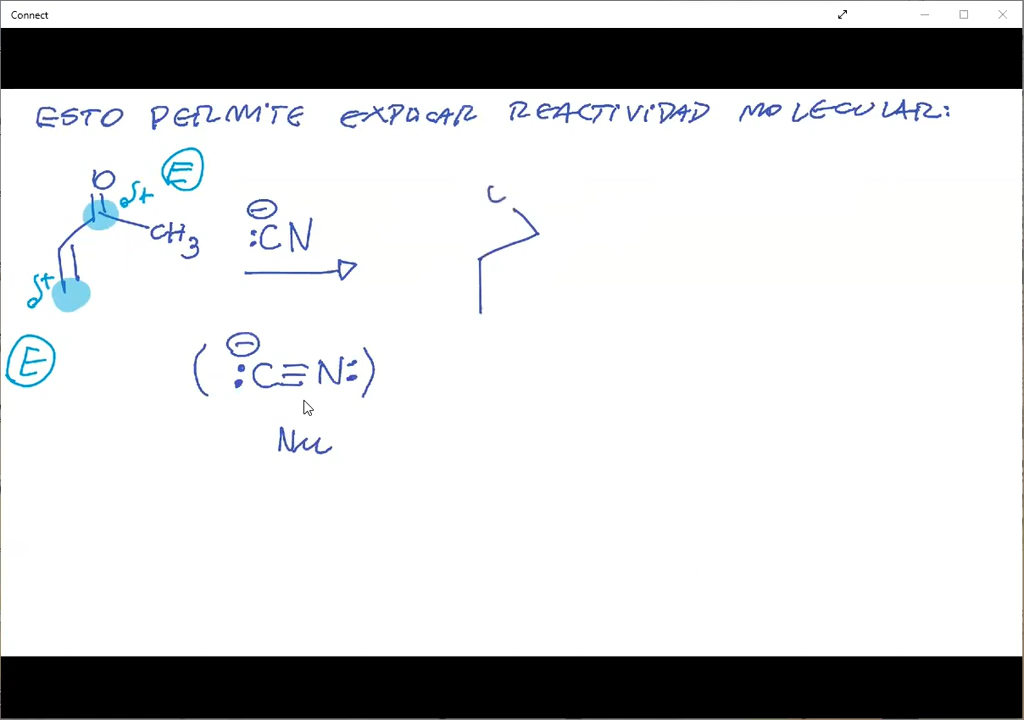 Connect
ESTO PERMITE EXPLICAR REACTIVIDAD MOLECULAR:
O δ+ E
CH3
δ+
E
⊖
:CN
C
⊖
(:C≡N:)
Nu